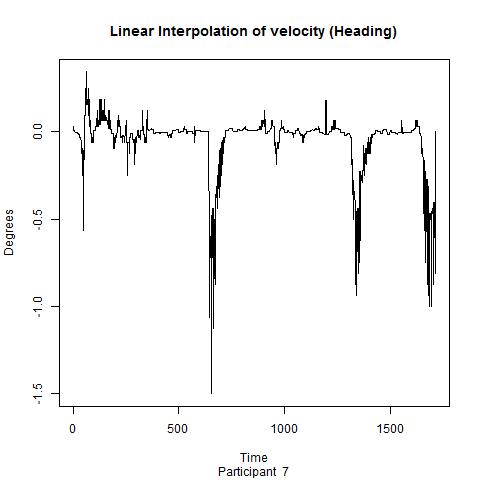 Linear Interpolation of velocity (Heading)
Degrees
0.0
-0.5
-1.0
-1.5
0
500
1000
1500
Time
Participant 7